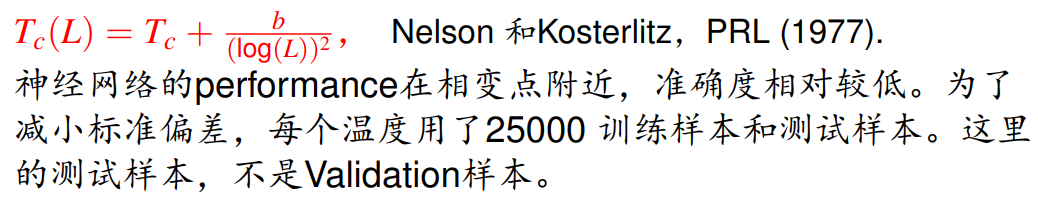 $T_c(L) = T_c + \frac{b}{(\log(L))^2}$， Nelson 和Kosterlitz，PRL (1977).
神经网络的performance在相变点附近，准确度相对较低。为了
减小标准偏差，每个温度用了25000 训练样本和测试样本。这里
的测试样本，不是Validation样本。